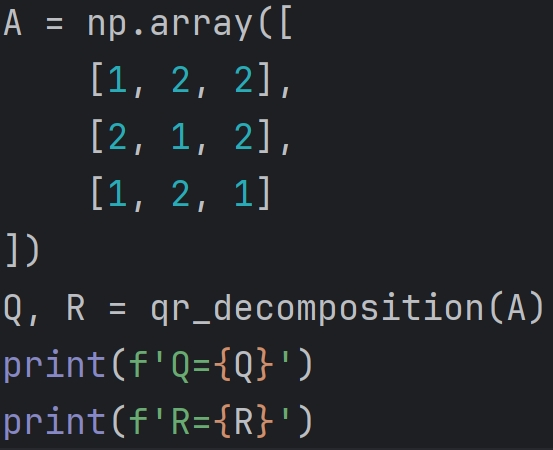 A = np.array([
    [1, 2, 2],
    [2, 1, 2],
    [1, 2, 1]
])
Q, R = qr_decomposition(A)
print(f'Q={Q}')
print(f'R={R}')